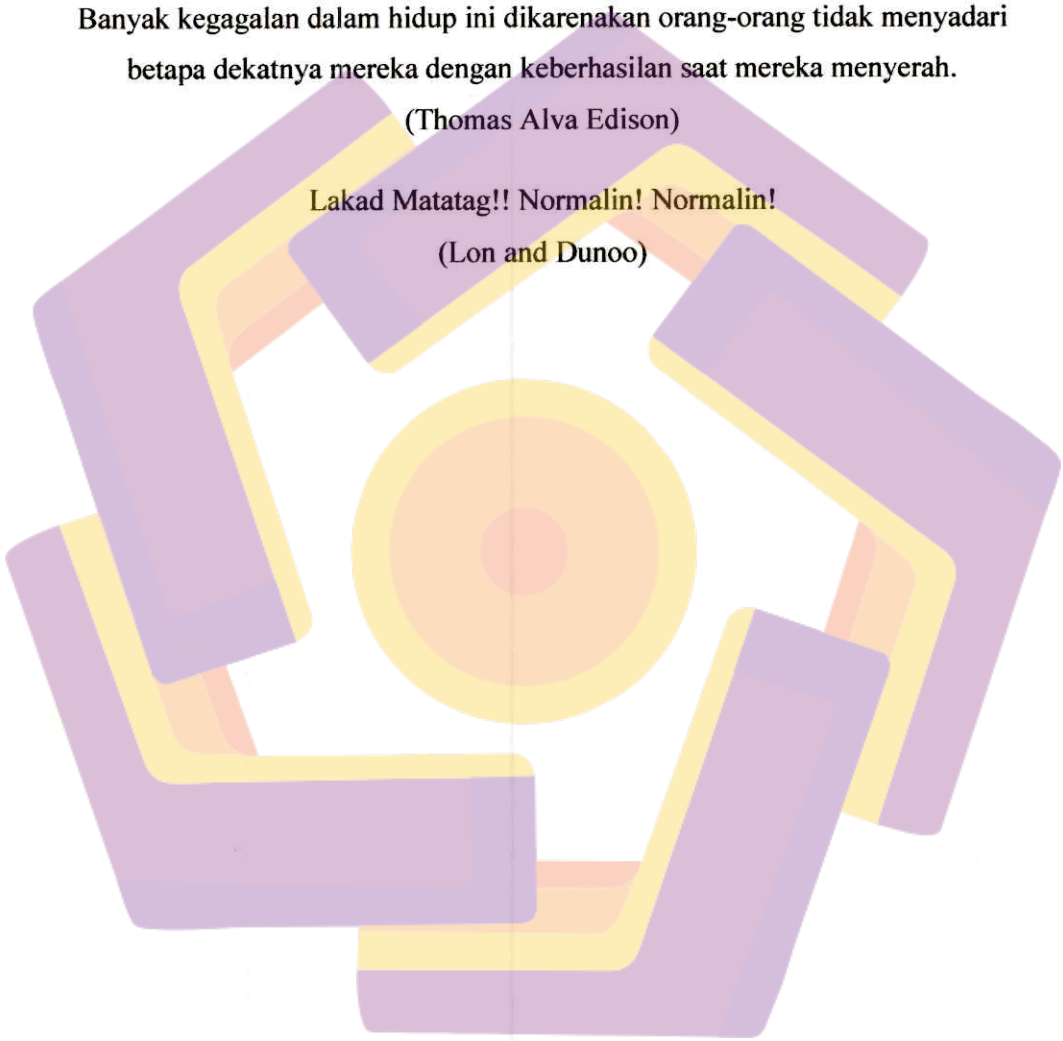 Banyak kegagalan dalam hidup ini dikarenakan orang-orang tidak menyadari
betapa dekatnya mereka dengan keberhasilan saat mereka menyerah.
(Thomas Alva Edison)
Lakad Matatag!! Normalin! Normalin!
(Lon and Dunoo)